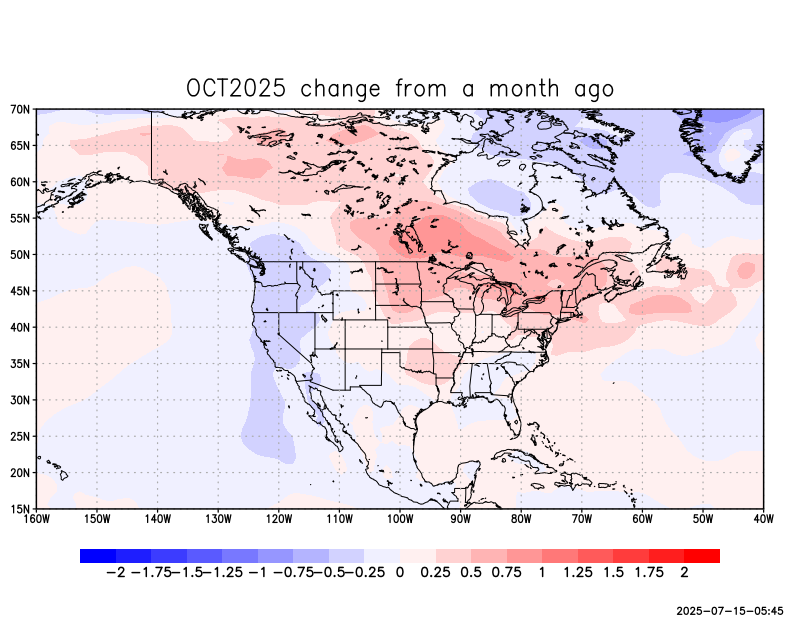 OCT2025 change from a month ago
70N
65N
60N
55N
50N
45N
40N
35N
30N
25N
20N
15N
160W 150W 140W 130W 120W 110W 100W 90W 80W 70W 60W 50W 40W
-2 -1.75 -1.5 -1.25 -1 -0.75 -0.5 -0.25 0 0.25 0.5 0.75 1 1.25 1.5 1.75 2
2025-07-15-05:45